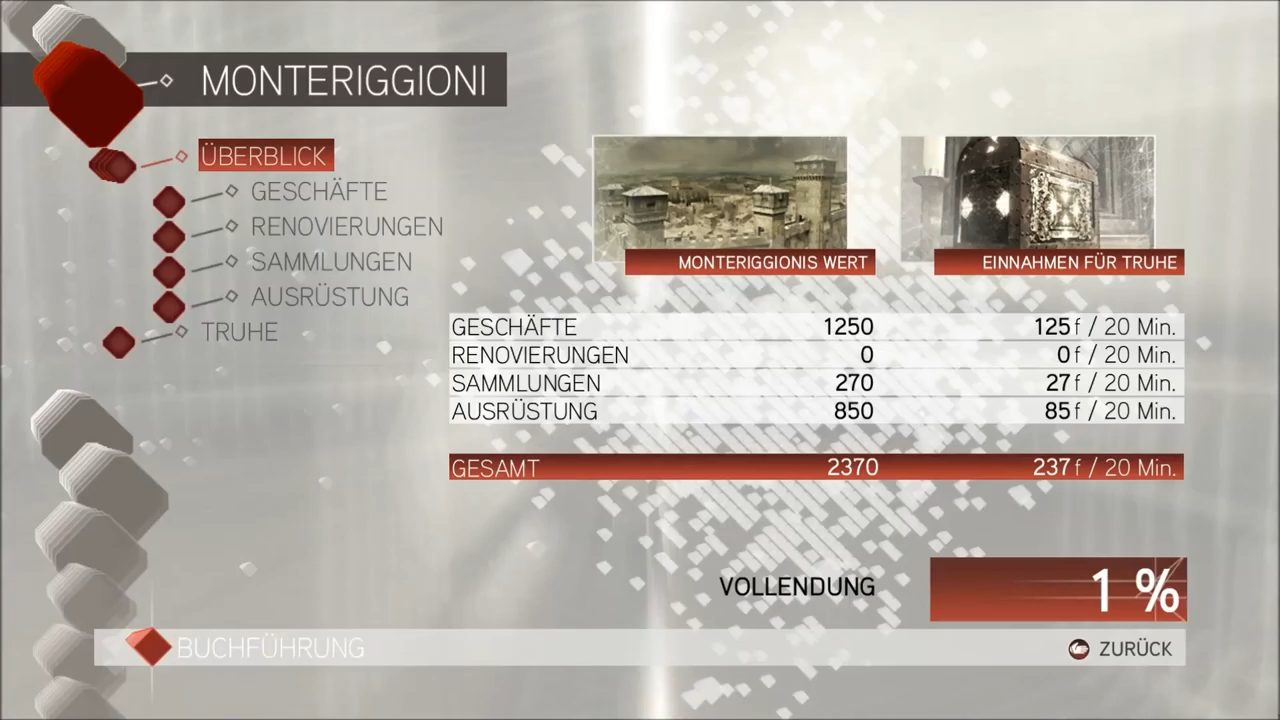 MONTERIGGIONI
ÜBERBLICK
GESCHÄFTE
RENOVIERUNGEN
SAMMLUNGEN
AUSRÜSTUNG
TRUHE
MONTERIGGIONIS WERT EINNAHMEN FÜR TRUHE
GESCHÄFTE 1250 125 f / 20 Min.
RENOVIERUNGEN 0 0 f / 20 Min.
SAMMLUNGEN 270 27 f / 20 Min.
AUSRÜSTUNG 850 85 f / 20 Min.
GESAMT 2370 237 f / 20 Min.
VOLLENDUNG 1 %
BUCHFÜHRUNG ZURÜCK